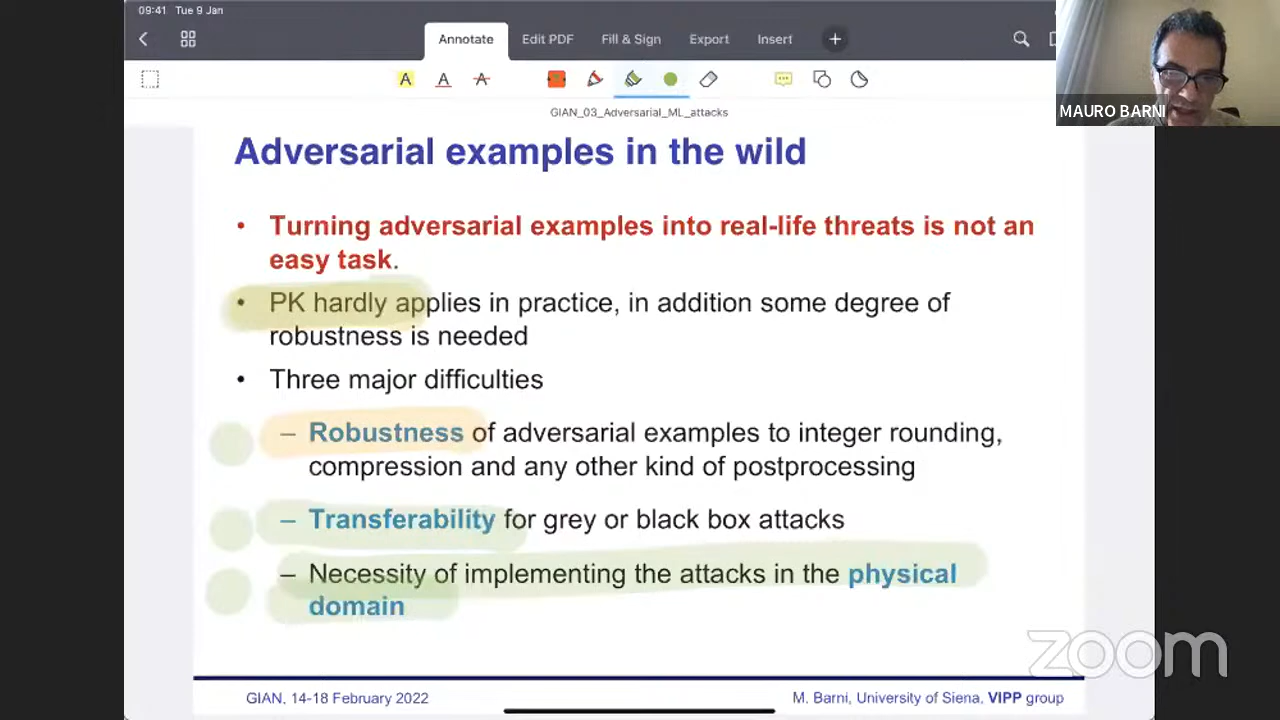 09:41 Tue 9 Jan
Annotate Edit PDF Fill & Sign Export Insert +
A A A
GIAN_03_Adversarial_ML_attacks
MAURO BARNI
Adversarial examples in the wild
• Turning adversarial examples into real-life threats is not an
easy task.
• PK hardly applies in practice, in addition some degree of
robustness is needed
• Three major difficulties
– Robustness of adversarial examples to integer rounding,
compression and any other kind of postprocessing
– Transferability for grey or black box attacks
– Necessity of implementing the attacks in the physical
domain
zoom
GIAN, 14-18 February 2022 M. Barni, University of Siena, VIPP group